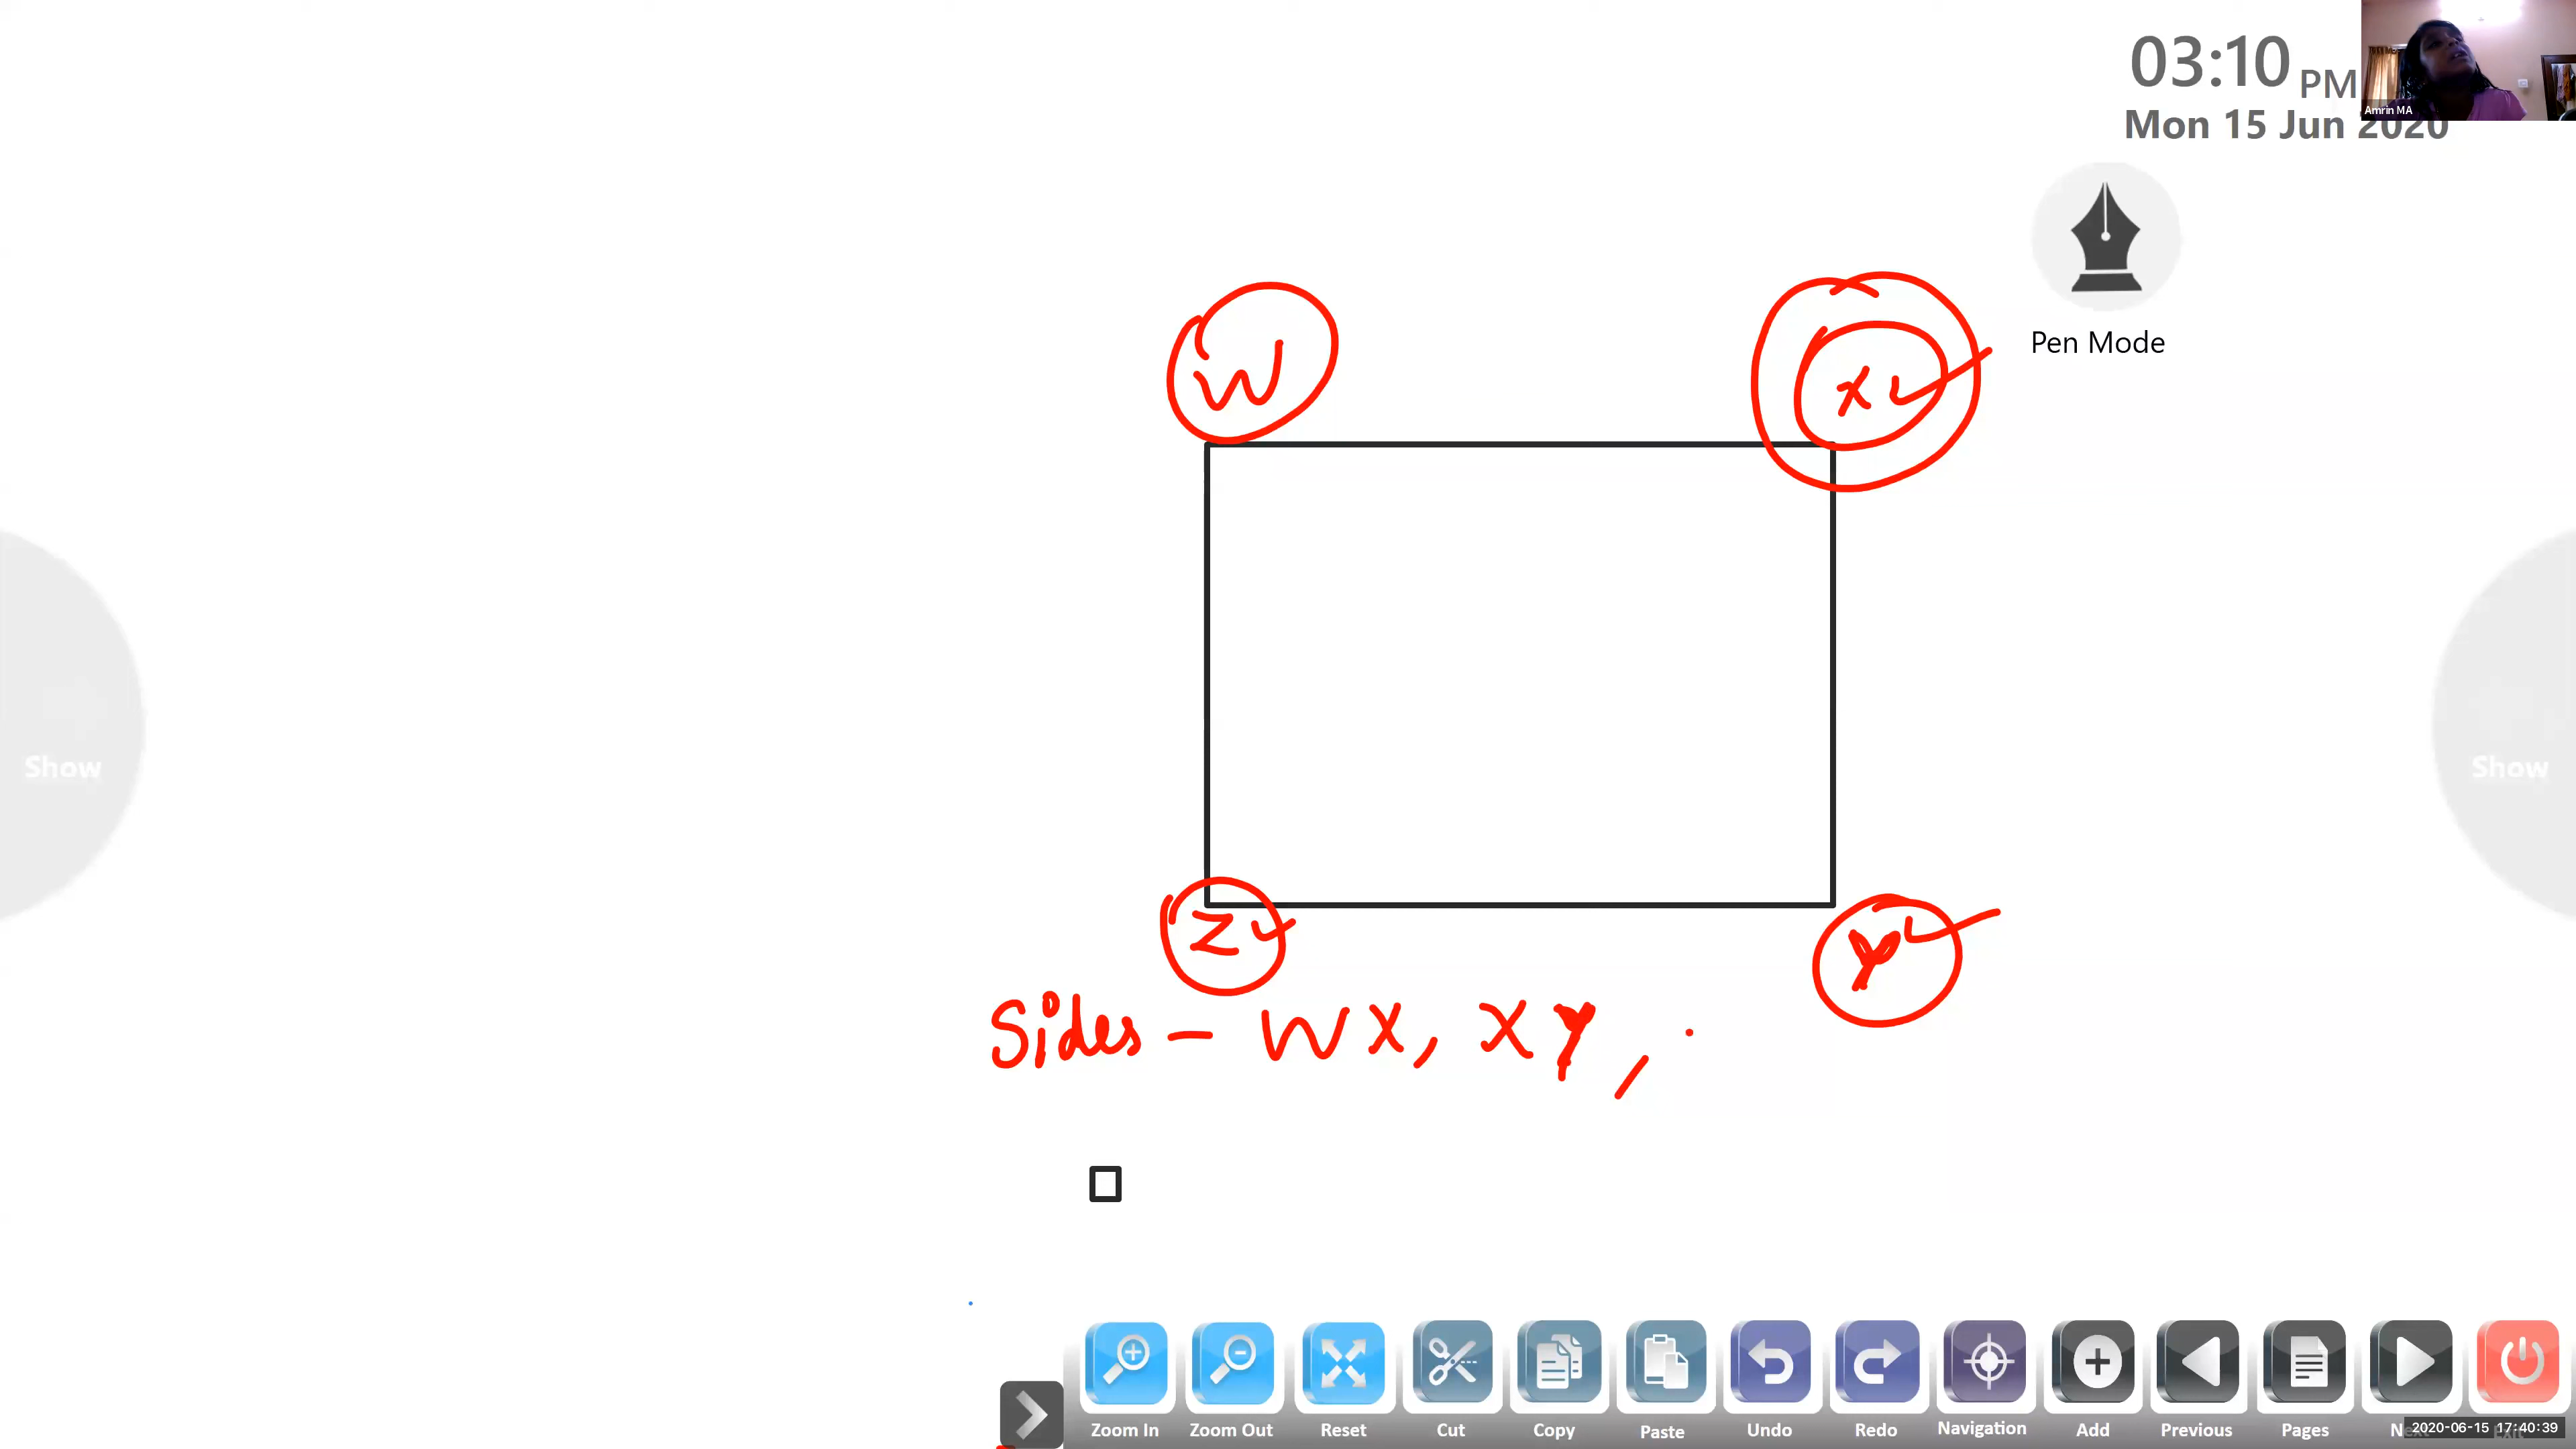 03:10 PM
Amrin MA
Mon 15 Jun 2020
Pen Mode
W
X
Show
Show
Z
Y
Sides - WX, XY,
Zoom In
Zoom Out
Reset
Cut
Copy
Paste
Undo
Redo
Navigation
Add
Previous
Pages
2020-06-15 17:40:39